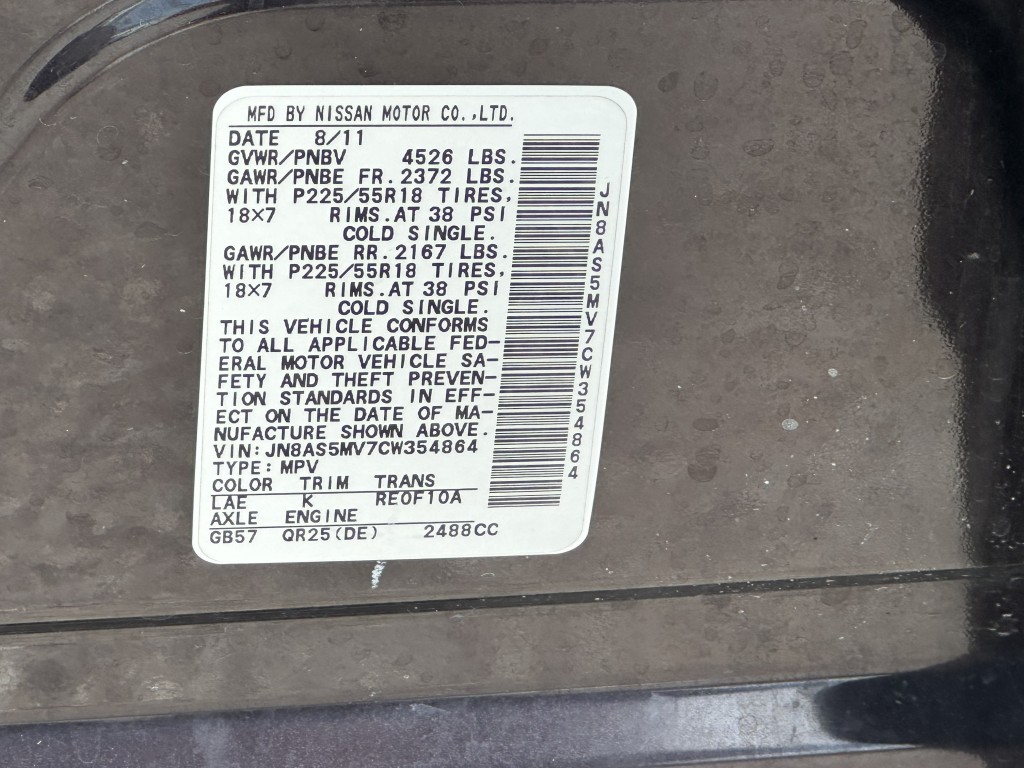 MFD BY NISSAN MOTOR CO.,LTD.
DATE 8/11
GVWR/PNBV 4526 LBS.
GAWR/PNBE FR.2372 LBS.
WITH P225/55R18 TIRES,
18×7 RIMS.AT 38 PSI
COLD SINGLE.
GAWR/PNBE RR.2167 LBS.
WITH P225/55R18 TIRES,
18×7 RIMS.AT 38 PSI
COLD SINGLE.
THIS VEHICLE CONFORMS
TO ALL APPLICABLE FED-
ERAL MOTOR VEHICLE SA-
FETY AND THEFT PREVEN-
TION STANDARDS IN EFF-
ECT ON THE DATE OF MA-
NUFACTURE SHOWN ABOVE.
VIN:JN8AS5MV7CW354864
TYPE:MPV
COLOR TRIM TRANS
LAE K RE0F10A
AXLE ENGINE
GB57 QR25(DE) 2488CC
JN8AS5MV7CW354864